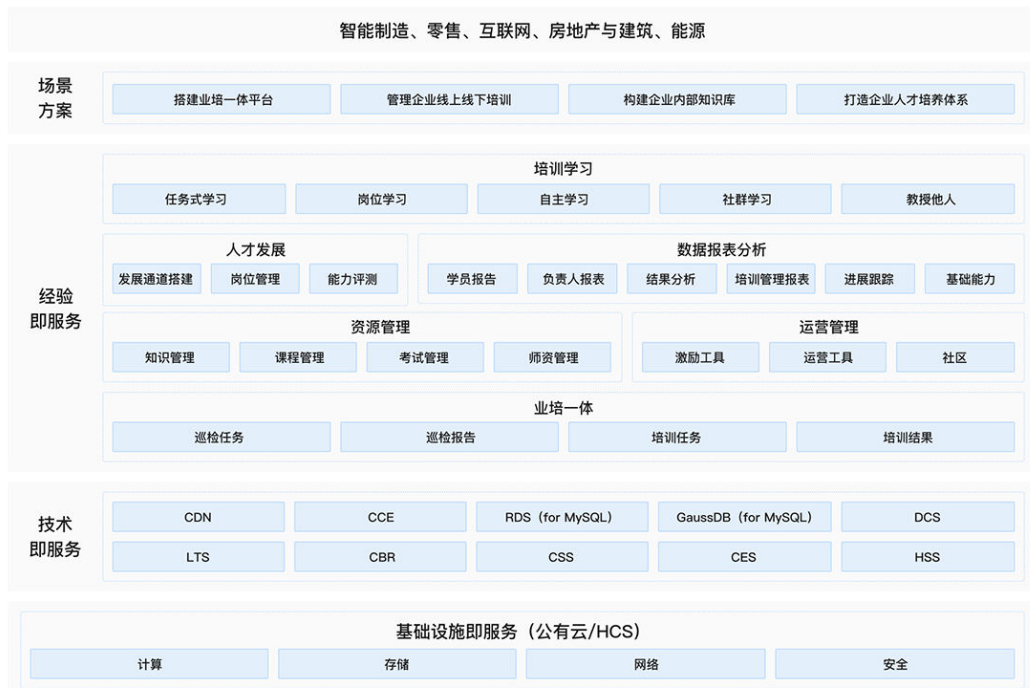 智能制造、零售、互联网、房地产与建筑、能源
场景
方案
搭建业培一体平台
管理企业线上线下培训
构建企业内部知识库
打造企业人才培养体系
经验
即服务
培训学习
任务式学习
岗位学习
自主学习
社群学习
教授他人
人才发展
发展通道搭建
岗位管理
能力评测
数据报表分析
学员报告
负责人报表
结果分析
培训管理报表
进展跟踪
基础能力
资源管理
知识管理
课程管理
考试管理
师资管理
运营管理
激励工具
运营工具
社区
业培一体
巡检任务
巡检报告
培训任务
培训结果
技术
即服务
CDN
CCE
RDS（for MySQL）
GaussDB（for MySQL）
DCS
LTS
CBR
CSS
CES
HSS
基础设施即服务（公有云/HCS）
计算
存储
网络
安全